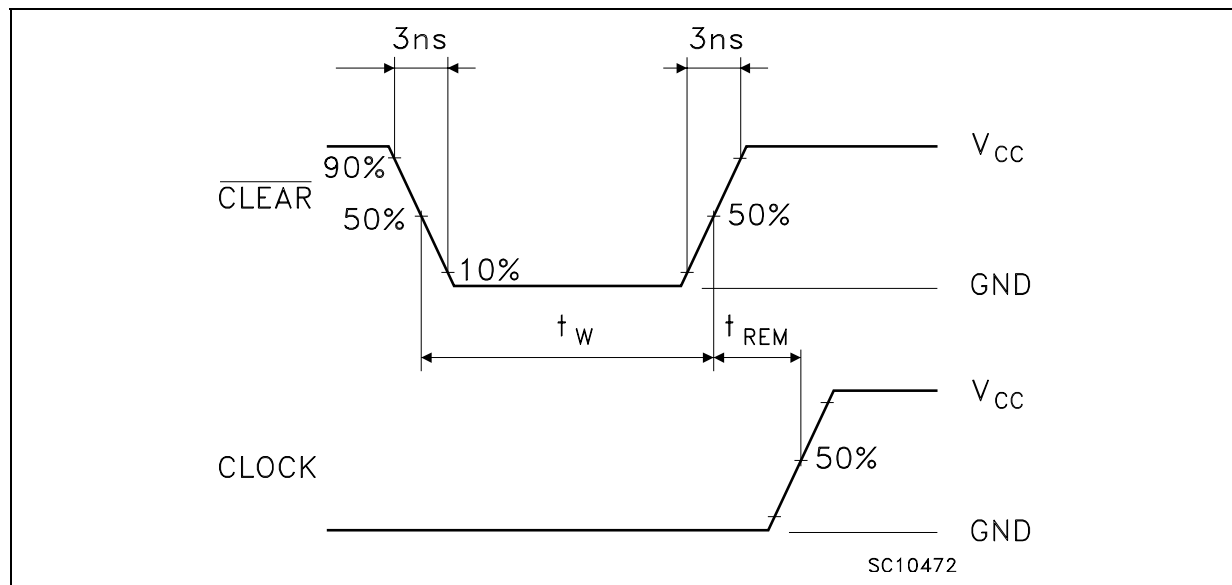 3ns 3ns
V_CC
90%
CLEAR
50% 50%
10%
GND
t_W t_REM
V_CC
50%
CLOCK
GND
SC10472